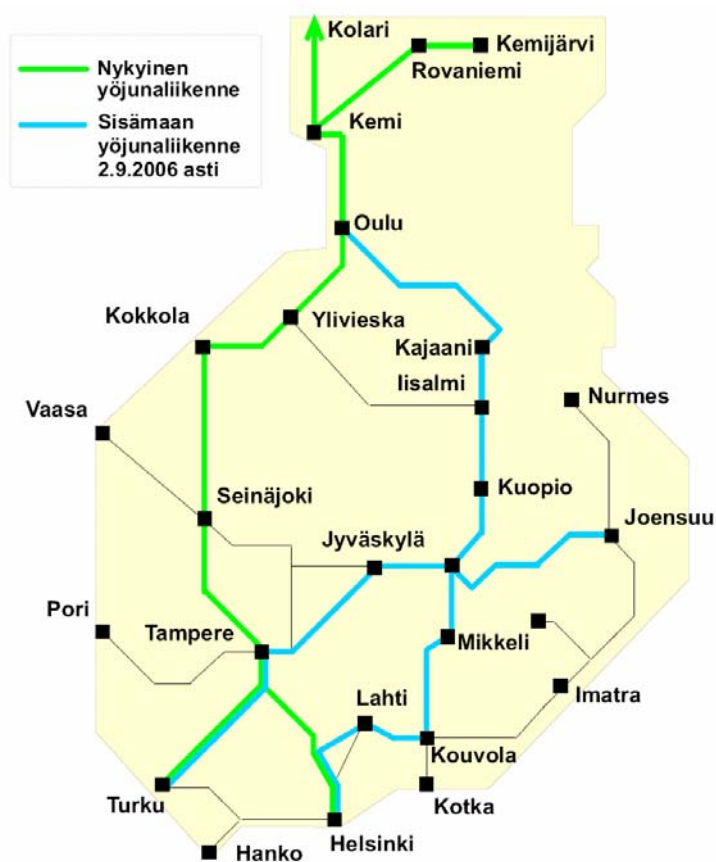 Nykyinen
yöjunaliikenne
Sisämaan
yöjunaliikenne
2.9.2006 asti
Kolari
Kemijärvi
Rovaniemi
Kemi
Oulu
Ylivieska
Kokkola
Kajaani
Iisalmi
Nurmes
Vaasa
Seinäjoki
Kuopio
Joensuu
Jyväskylä
Pori
Tampere
Mikkeli
Imatra
Lahti
Kouvola
Turku
Kotka
Helsinki
Hanko